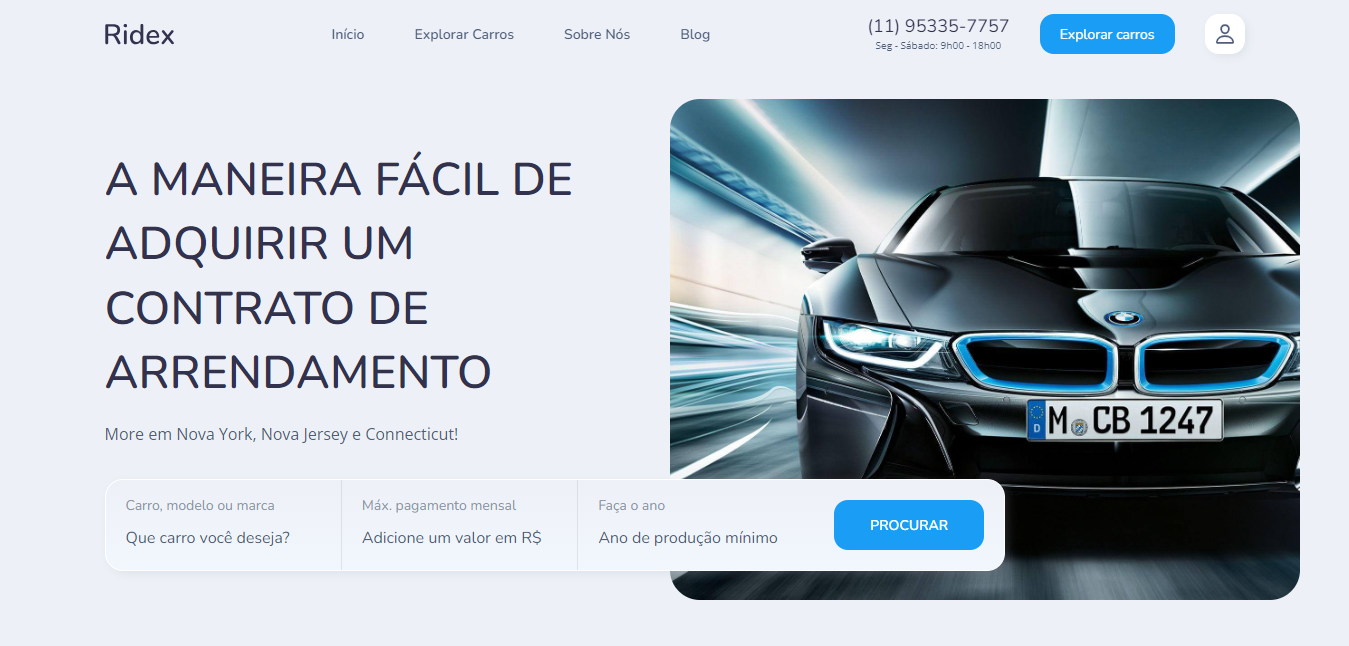 Ridex
Início
Explorar Carros
Sobre Nós
Blog
(11) 95335-7757
Seg - Sábado: 9h00 - 18h00
Explorar carros
A MANEIRA FÁCIL DE
ADQUIRIR UM
CONTRATO DE
ARRENDAMENTO
More em Nova York, Nova Jersey e Connecticut!
Carro, modelo ou marca
Que carro você deseja?
Máx. pagamento mensal
Adicione um valor em R$
Faça o ano
Ano de produção mínimo
PROCURAR
D
M CB 1247